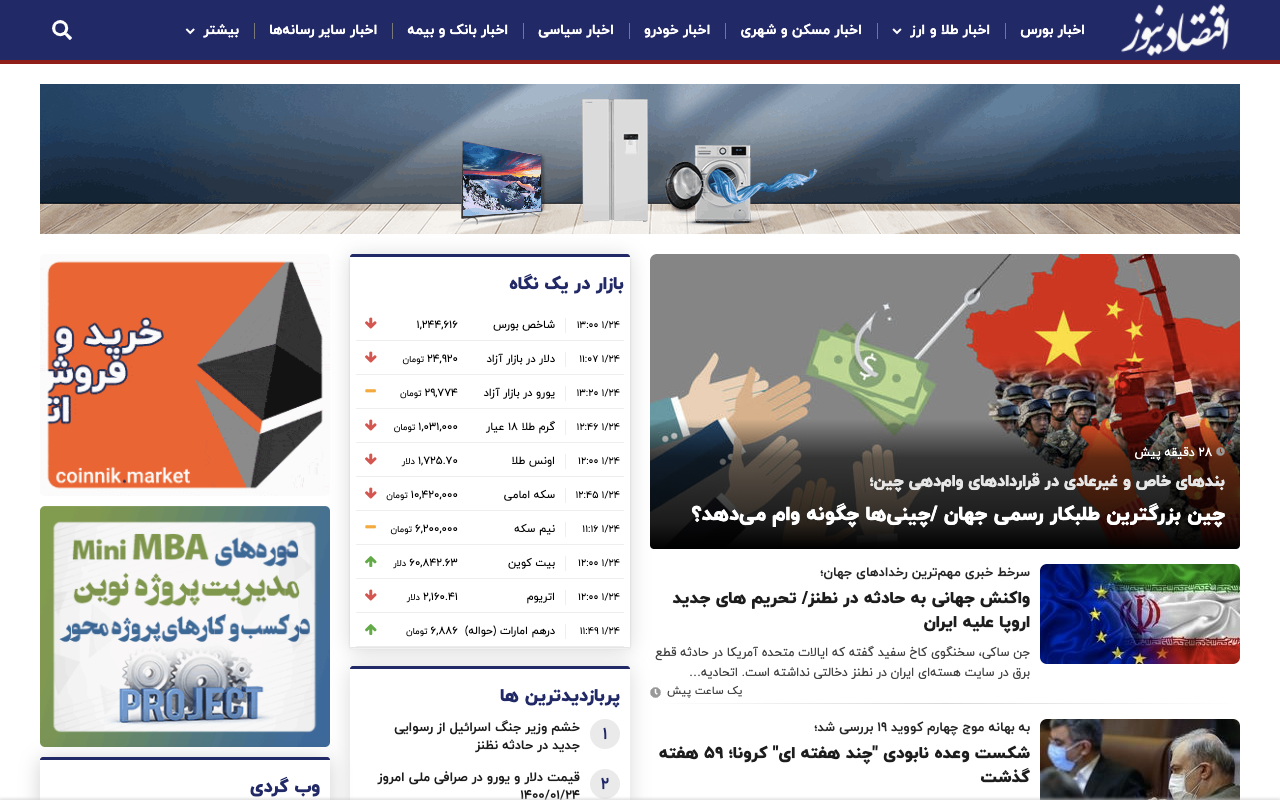 اقتصادنیوز
اخبار بورس
اخبار طلا و ارز
اخبار مسکن و شهری
اخبار خودرو
اخبار سیاسی
اخبار بانک و بیمه
اخبار سایر رسانه‌ها
بیشتر
۲۸ دقیقه پیش
بندهای خاص و غیرعادی در قراردادهای وام‌دهی چین؛
چین بزرگترین طلبکار رسمی جهان /چینی‌ها چگونه وام می‌دهد؟
سرخط خبری مهم‌ترین رخدادهای جهان؛
واکنش جهانی به حادثه در نطنز/ تحریم های جدید
اروپا علیه ایران
جن ساکی، سخنگوی کاخ سفید گفته که ایالات متحده آمریکا در حادثه قطع
برق در سایت هسته‌ای ایران در نطنز دخالتی نداشته است. اتحادیه...
یک ساعت پیش
به بهانه موج چهارم کووید ۱۹ بررسی شد؛
شکست وعده نابودی "چند هفته ای" کرونا؛ ۵۹ هفته
گذشت
بازار در یک نگاه
۱/۲۴ ۱۳:۰۰ شاخص بورس ۱,۲۴۴,۶۱۶
۱/۲۴ ۱۱:۰۷ دلار در بازار آزاد ۲۴,۹۲۰ تومان
۱/۲۴ ۱۳:۲۰ یورو در بازار آزاد ۲۹,۷۷۴ تومان
۱/۲۴ ۱۲:۴۶ گرم طلا ۱۸ عیار ۱,۰۳۱,۰۰۰ تومان
۱/۲۴ ۱۲:۰۰ اونس طلا ۱,۷۲۵.۷۰ دلار
۱/۲۴ ۱۲:۴۵ سکه امامی ۱۰,۴۲۰,۰۰۰ تومان
۱/۲۴ ۱۱:۱۶ نیم سکه ۶,۲۰۰,۰۰۰ تومان
۱/۲۴ ۱۲:۰۰ بیت کوین ۶۰,۸۴۲.۶۳ دلار
۱/۲۴ ۱۲:۰۰ اتریوم ۲,۱۶۰.۴۱ دلار
۱/۲۴ ۱۱:۴۹ درهم امارات (حواله) ۶,۸۸۶ تومان
پربازدیدترین ها
۱
خشم وزیر جنگ اسرائیل از رسوایی
جدید در حادثه نظنز
۲
قیمت دلار و یورو در صرافی ملی امروز
۱۴۰۰/۰۱/۲۴
خرید و
فروش
coinnik.market
دوره‌های Mini MBA
مدیریت پروژه نوین
در کسب و کارهای پروژه محور
PROJECT
وب گردی